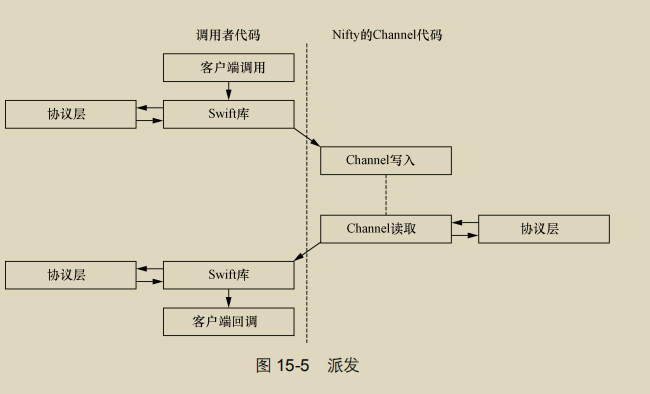 调用者代码
Nifty的Channel代码
客户端调用
协议层
Swift库
Channel写入
Channel读取
协议层
协议层
Swift库
客户端回调
图 15-5 派发